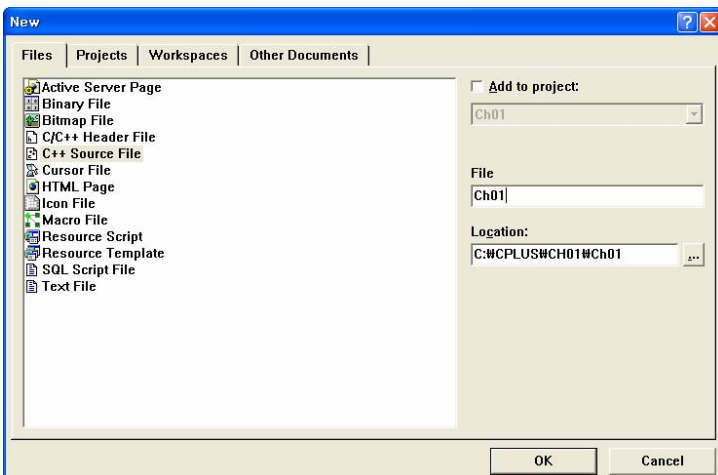 New
Files Projects Workspaces Other Documents
Active Server Page
Binary File
Bitmap File
C/C++ Header File
C++ Source File
Cursor File
HTML Page
Icon File
Macro File
Resource Script
Resource Template
SQL Script File
Text File
Add to project:
Ch01
File
Ch01
Location:
C:₩CPLUS₩CH01₩Ch01
...
OK Cancel